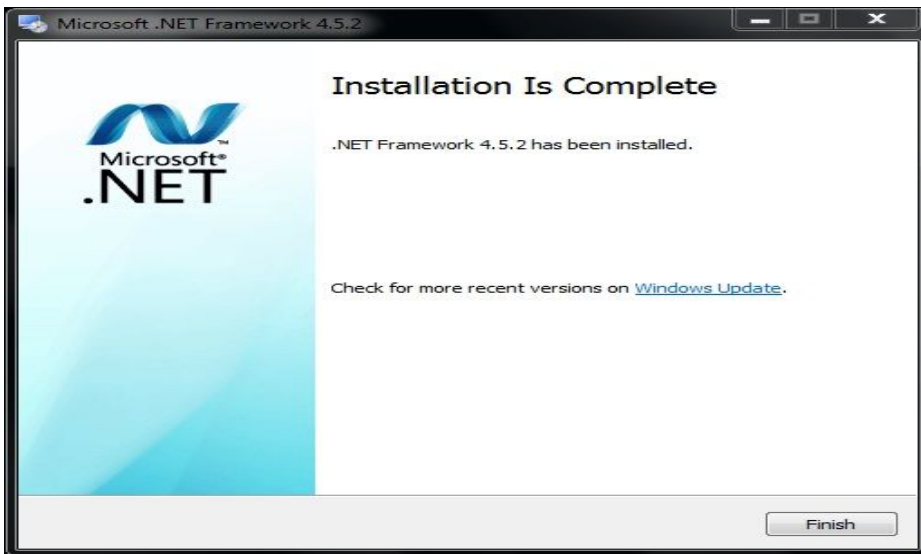 Microsoft .NET Framework 4.5.2
Installation Is Complete
.NET Framework 4.5.2 has been installed.
Microsoft®
.NET™
Check for more recent versions on Windows Update.
Finish